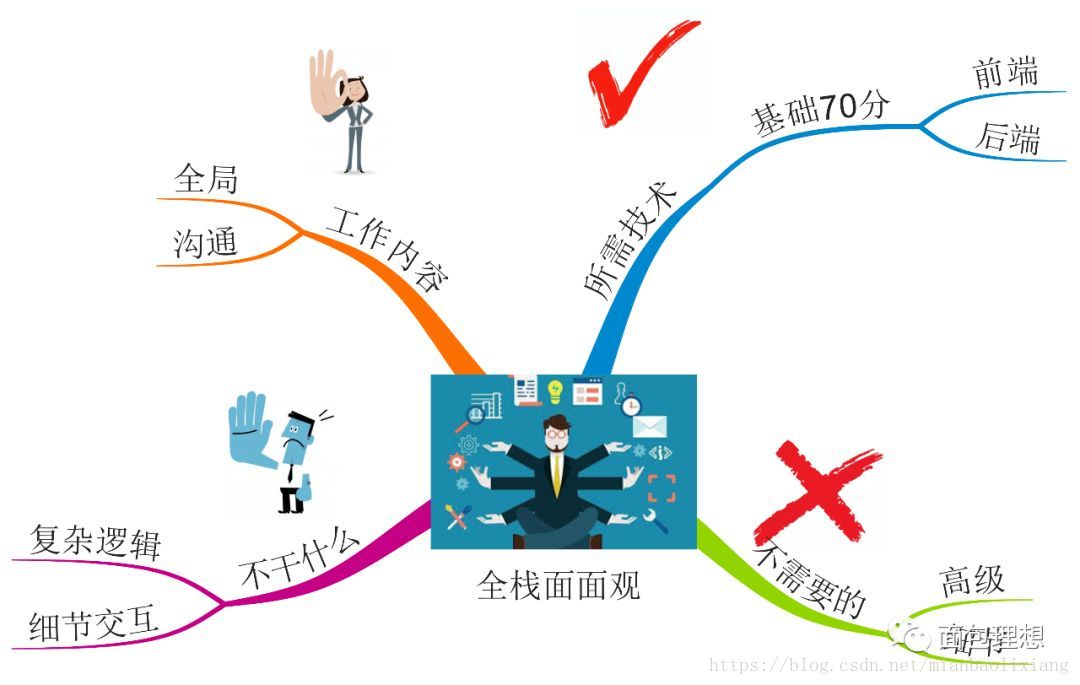 全局
沟通
工作内容
所需技术
基础70分
前端
后端
全栈面面观
不干什么
复杂逻辑
细节交互
不需要的
高级
面包理想
https://blog.csdn.net/mianbaolixiang